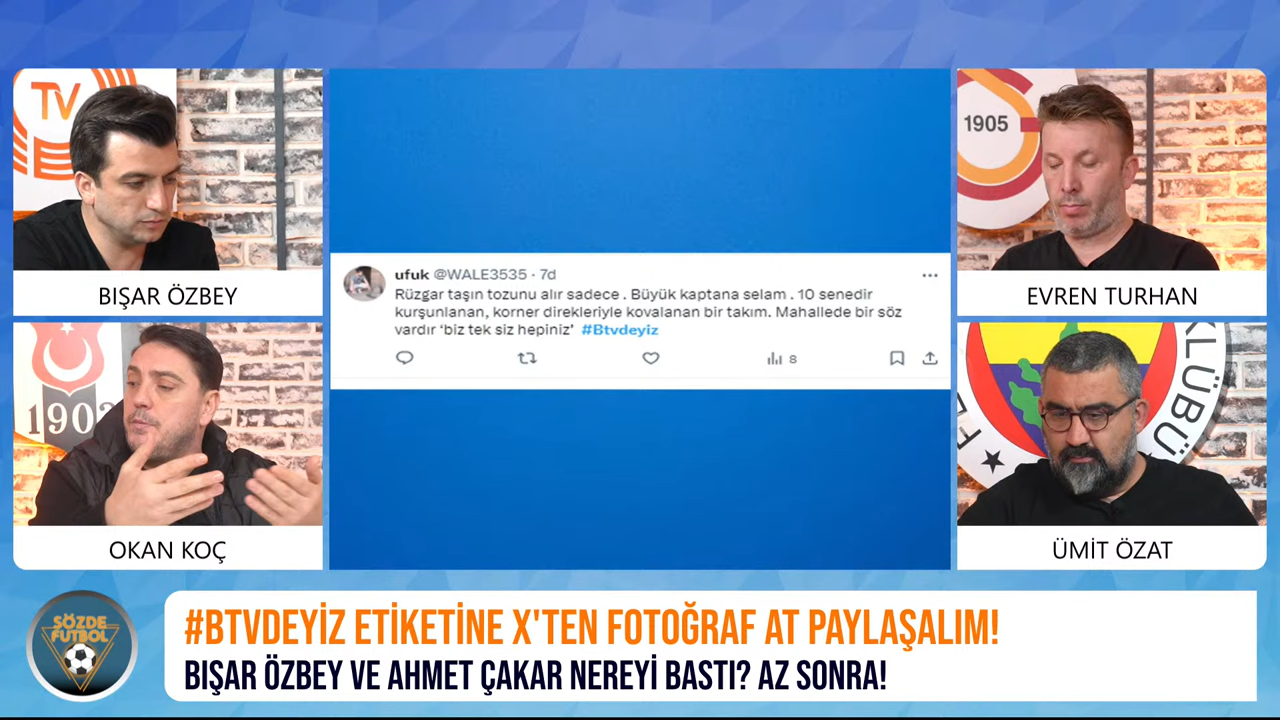 TV
BIŞAR ÖZBEY
1905
EVREN TURHAN
ufuk @WALE3535 · 7d
Rüzgar taşın tozunu alır sadece . Büyük kaptana selam . 10 senedir
kurşunlanan, korner direkleriyle kovalanan bir takım. Mahallede bir söz
vardır ‘biz tek siz hepiniz’ #Btvdeyiz
8
190
OKAN KOÇ
KLÜBÜ
F
ÜMİT ÖZAT
SÖZDE
FUTBOL
#BTVDEYİZ ETİKETİNE X'TEN FOTOĞRAF AT PAYLAŞALIM!
BIŞAR ÖZBEY VE AHMET ÇAKAR NEREYİ BASTI? AZ SONRA!